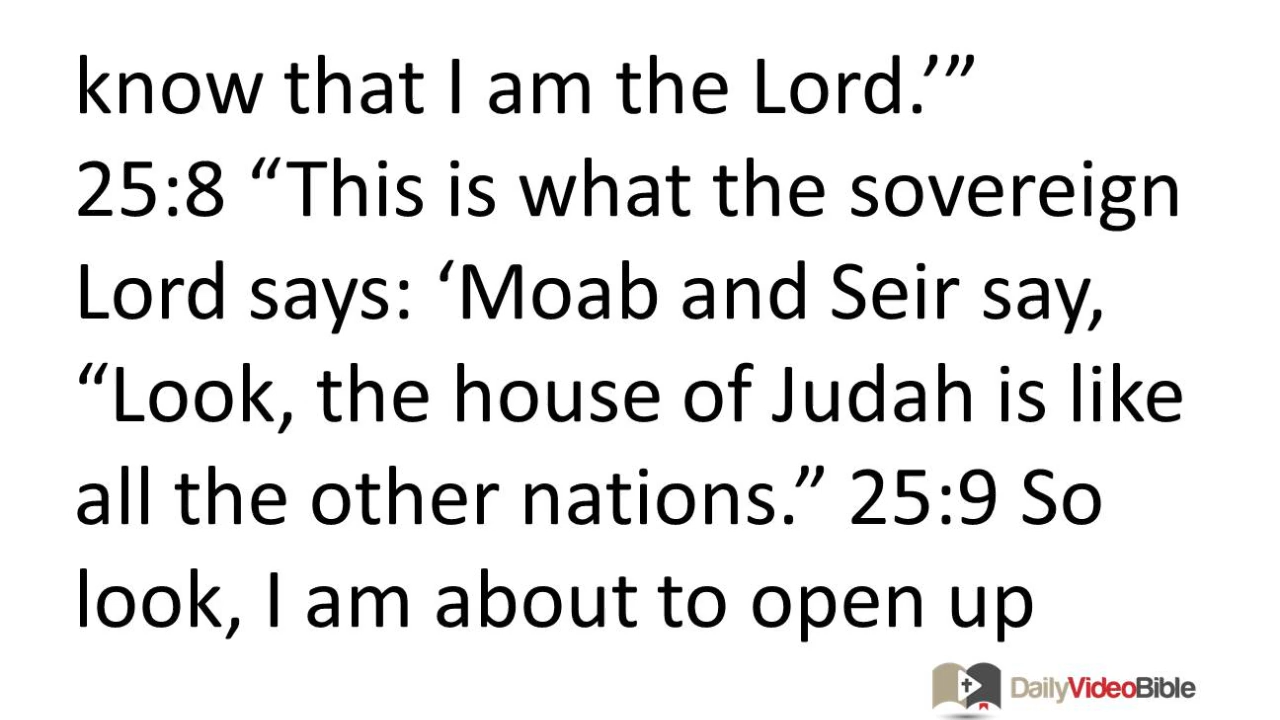 know that I am the Lord.’”
25:8 “This is what the sovereign
Lord says: ‘Moab and Seir say,
“Look, the house of Judah is like
all the other nations.” 25:9 So
look, I am about to open up
DailyVideoBible